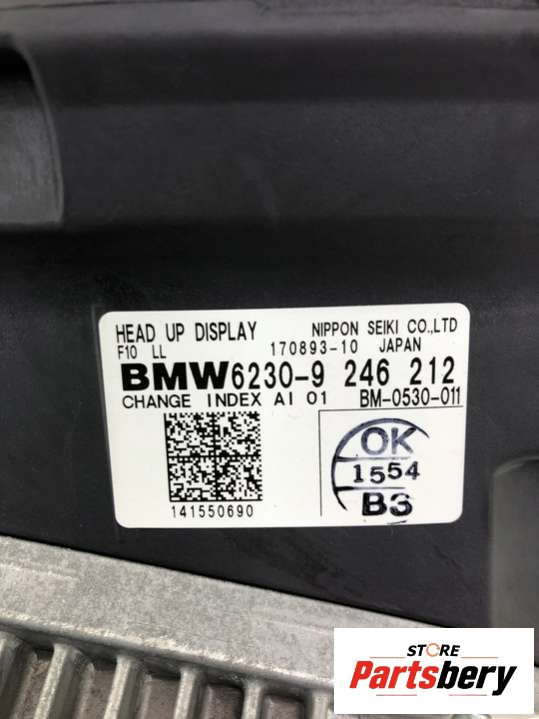 HEAD UP DISPLAY NIPPON SEIKI CO.,LTD
F10 LL 170893-10 JAPAN
BMW6230-9 246 212
CHANGE INDEX AI 01 BM-0530-011
OK
1554
B3
141550690
STORE
Partsbery